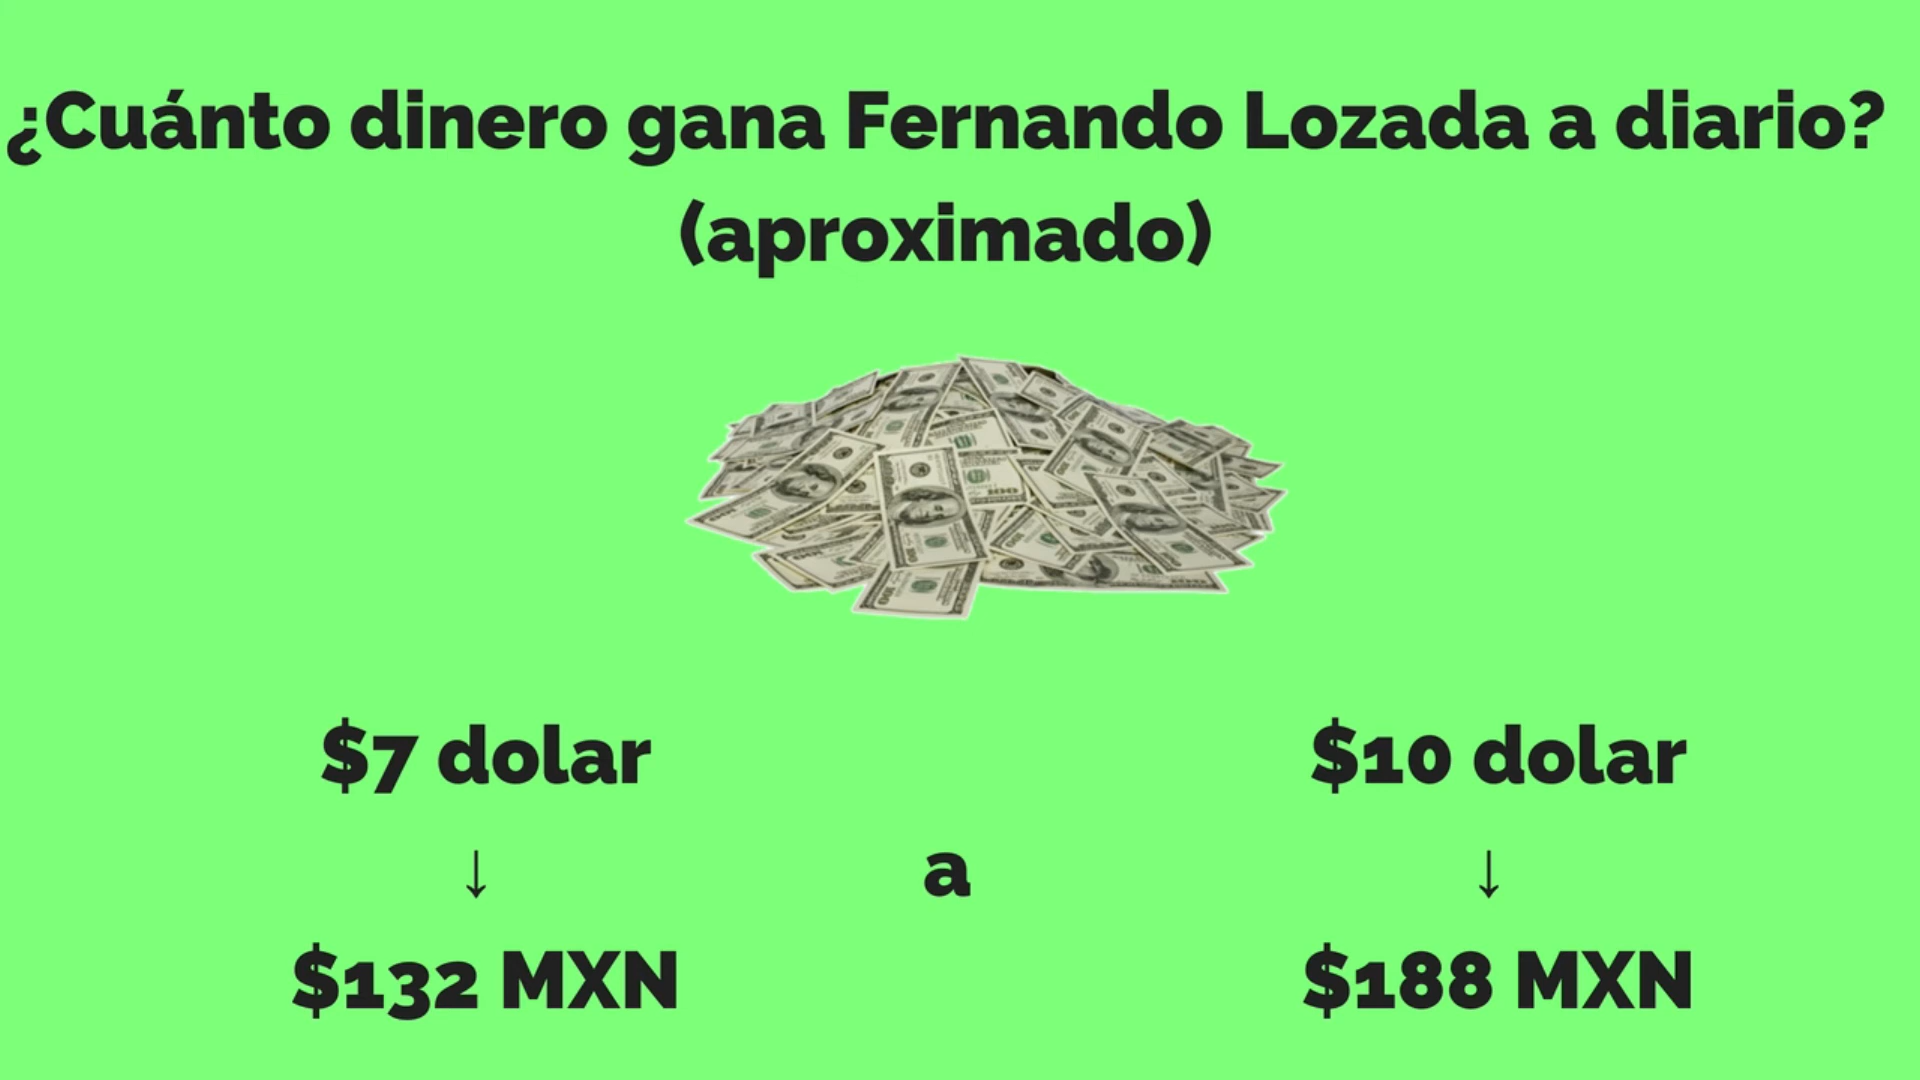 ¿Cuánto dinero gana Fernando Lozada a diario?
(aproximado)
$7 dolar
$10 dolar
↓
a
↓
$132 MXN
$188 MXN